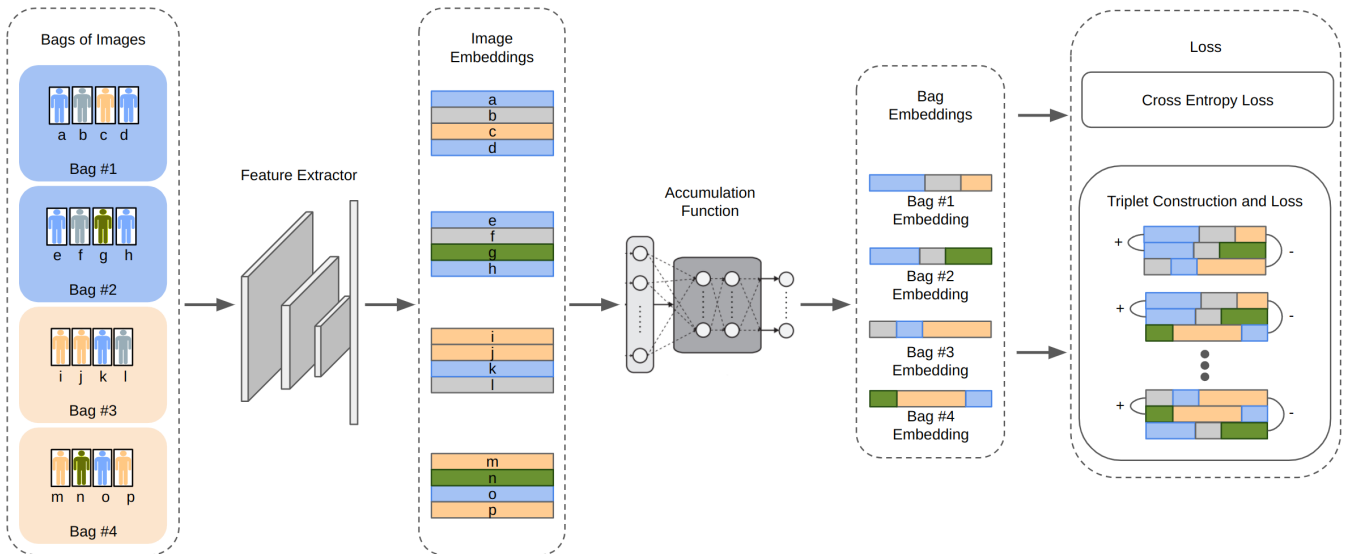 Bags of Images
a b c d
Bag #1
e f g h
Bag #2
i j k l
Bag #3
m n o p
Bag #4
Feature Extractor
Image
Embeddings
a
b
c
d
e
f
g
h
i
j
k
l
m
n
o
p
Accumulation
Function
Bag
Embeddings
Bag #1
Embedding
Bag #2
Embedding
Bag #3
Embedding
Bag #4
Embedding
Loss
Cross Entropy Loss
Triplet Construction and Loss
+ -
+ -
+ -